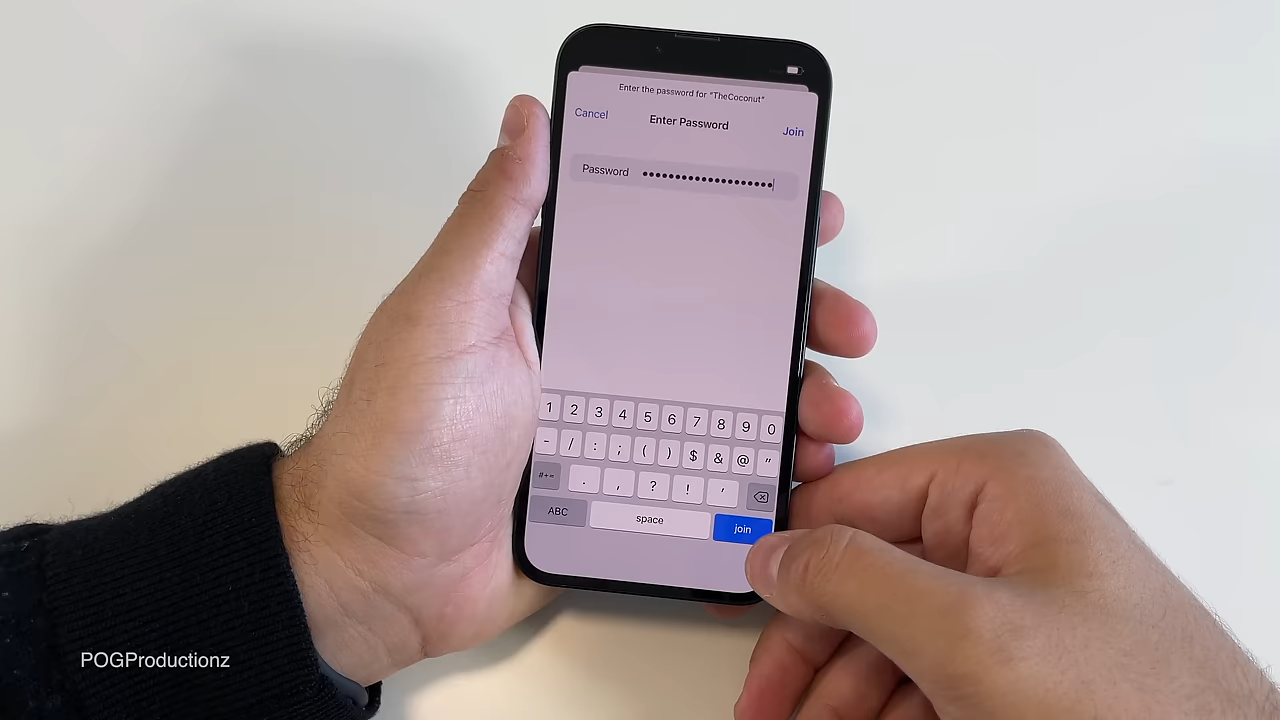 Enter the password for "TheCoconut"
Cancel
Enter Password
Join
Password ••••••••••••••••••••
1 2 3 4 5 6 7 8 9 0
- / : ; ( ) $ & @ "
#+= . , ? ! '
ABC space join
POGProductionz